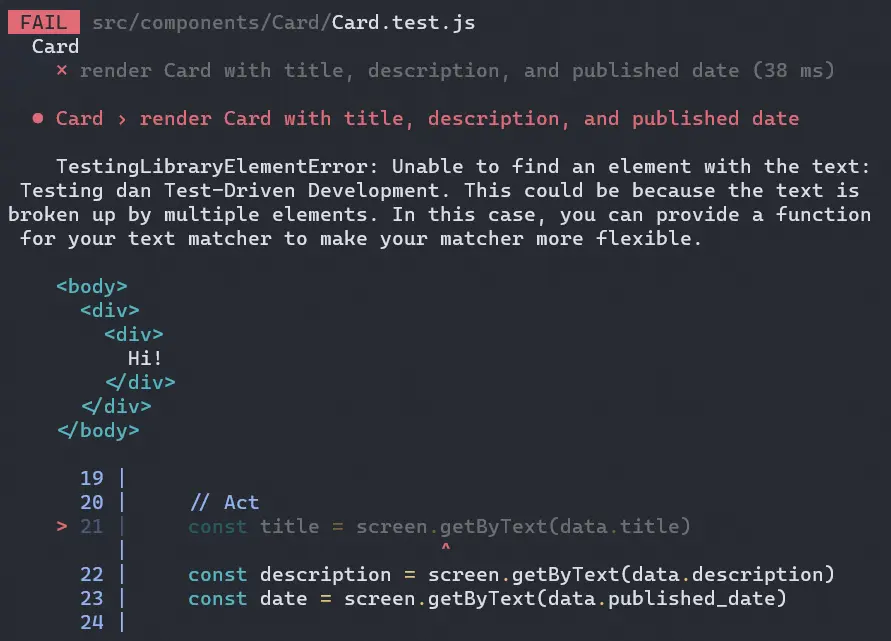 FAIL src/components/Card/Card.test.js
Card
× render Card with title, description, and published date (38 ms)
● Card › render Card with title, description, and published date
TestingLibraryElementError: Unable to find an element with the text:
Testing dan Test-Driven Development. This could be because the text is
broken up by multiple elements. In this case, you can provide a function
for your text matcher to make your matcher more flexible.
<body>
<div>
<div>
Hi!
</div>
</div>
</body>
19 |
20 | // Act
> 21 | const title = screen.getByText(data.title)
| ^
22 | const description = screen.getByText(data.description)
23 | const date = screen.getByText(data.published_date)
24 |